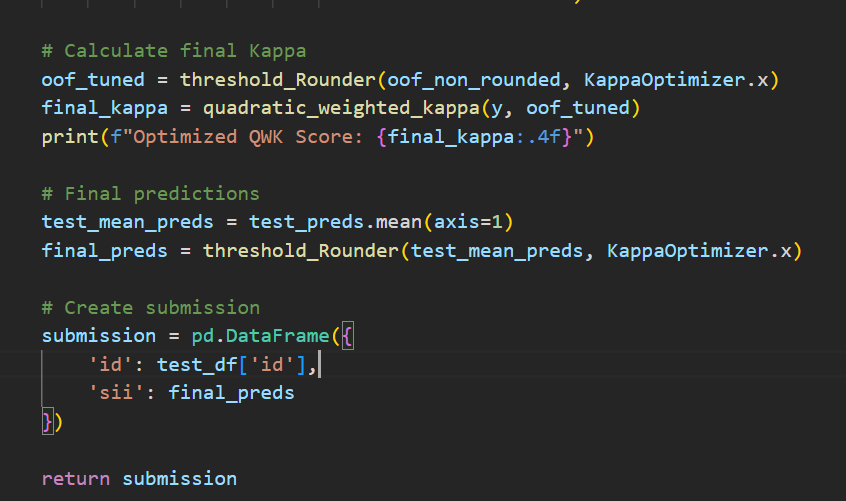 )
# Calculate final Kappa
oof_tuned = threshold_Rounder(oof_non_rounded, KappaOptimizer.x)
final_kappa = quadratic_weighted_kappa(y, oof_tuned)
print(f"Optimized QWK Score: {final_kappa:.4f}")
# Final predictions
test_mean_preds = test_preds.mean(axis=1)
final_preds = threshold_Rounder(test_mean_preds, KappaOptimizer.x)
# Create submission
submission = pd.DataFrame({
    'id': test_df['id'],
    'sii': final_preds
})
return submission